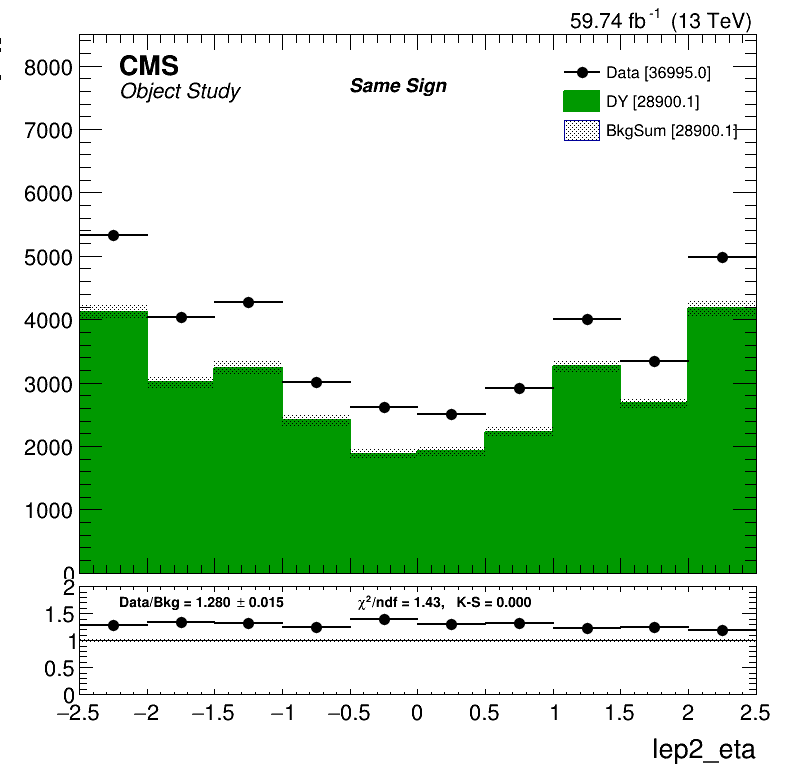 59.74 fb⁻¹ (13 TeV)
CMS
Object Study
Same Sign
Data [36995.0]
DY [28900.1]
BkgSum [28900.1]
8000
7000
6000
5000
4000
3000
2000
1000
0
Data/Bkg = 1.280 ± 0.015
χ²/ndf = 1.43, K-S = 0.000
2
1.5
1
0.5
0
−2.5 −2 −1.5 −1 −0.5 0 0.5 1 1.5 2 2.5
lep2_eta